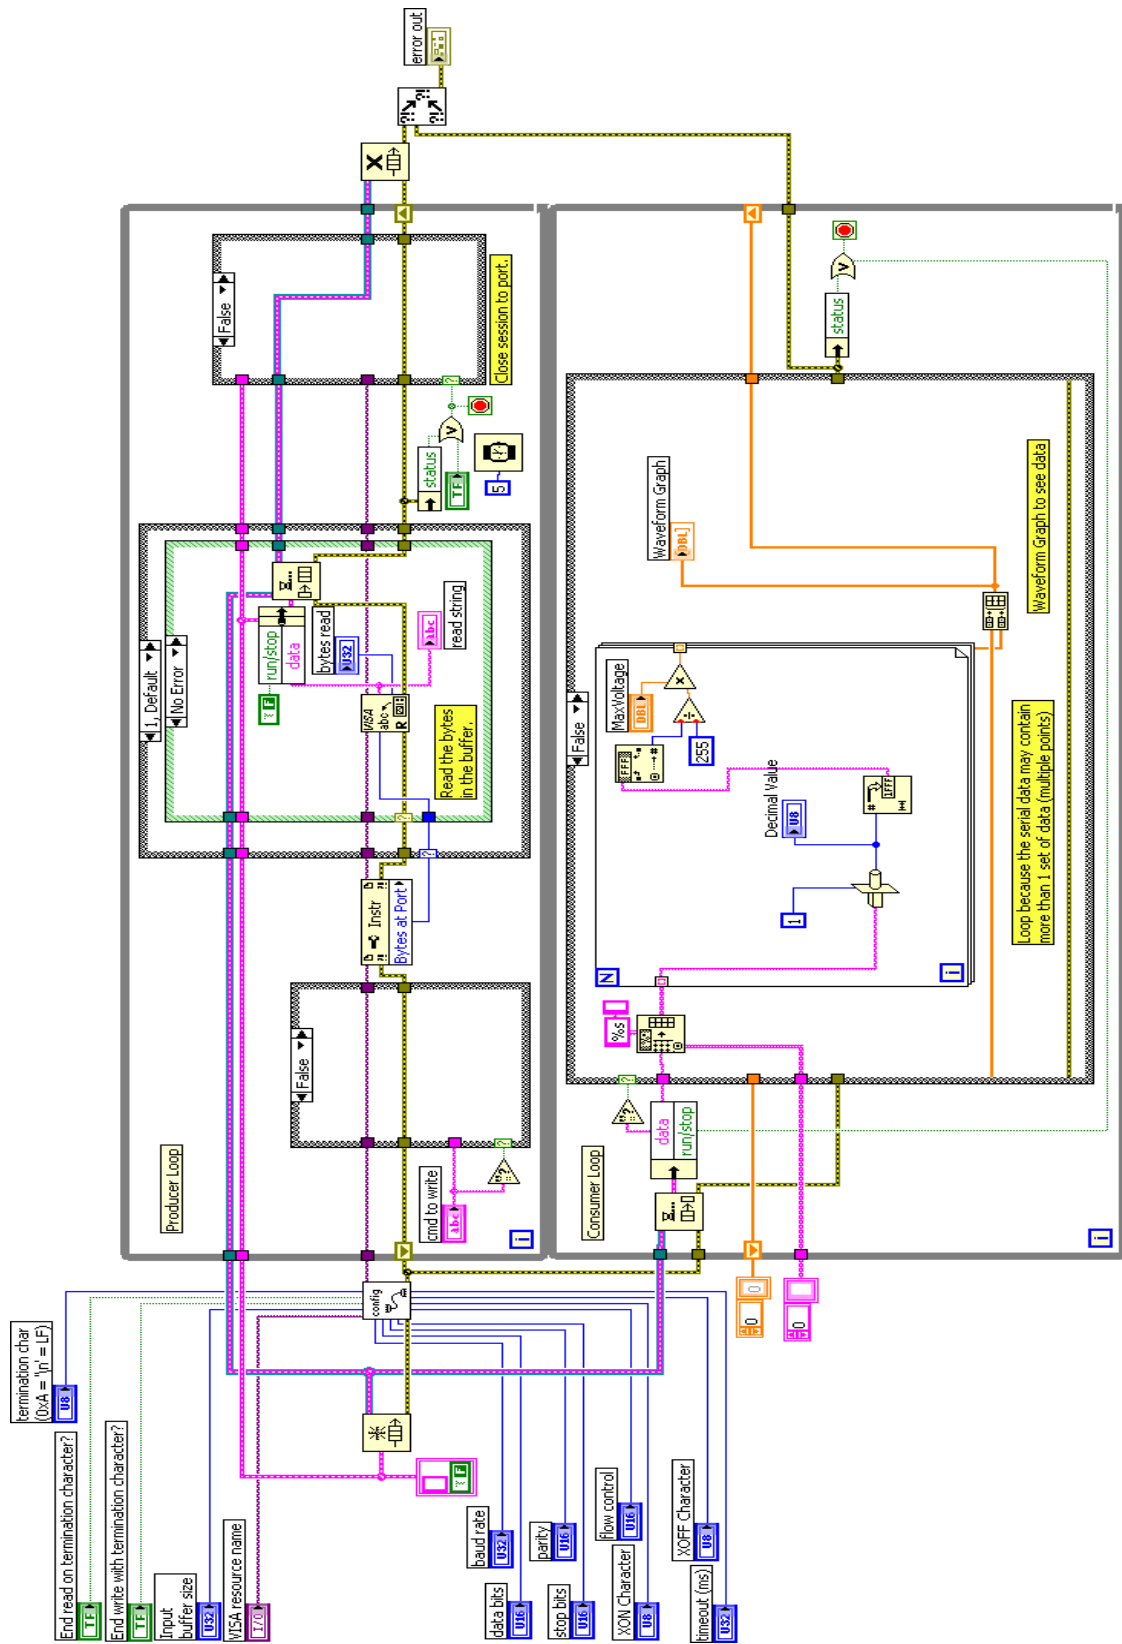 termination char
(0xA = '\n' = LF)
U8
End read on termination character?
TF
End write with termination character?
TF
Input
buffer size
U32
VISA resource name
I/O
F
baud rate
U32
data bits
U16
parity
U16
stop bits
U16
flow control
U16
XON Character
U8
XOFF Character
U8
timeout (ms)
U32
config
Producer Loop
cmd to write
abc
i
False
Instr
Bytes at Port
1, Default
No Error
F
run/stop
data
bytes read
U32
VISA
abc
R
Read the bytes
in the buffer.
abc
read string
status
TF
5
False
Close session to port.
error out
Consumer Loop
0
0
data
run/stop
i
False
%s
N
i
1
Decimal Value
U8
MaxVoltage
DBL
255
Loop because the serial data may contain
more than 1 set of data (multiple points)
Waveform Graph
DBL]
Waveform Graph to see data
status